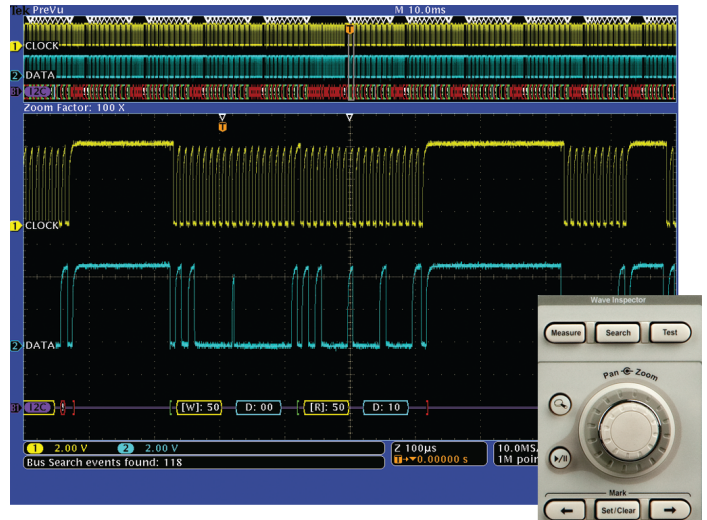 Tek PreVu M 10.0ms
1 CLOCK
2 DATA
B1 I2C
Zoom Factor: 100 X
T
1 CLOCK
2 DATA
B1 I2C ! [W]: 50 D: 00 [R]: 50 D: 10
1 2.00 V 2 2.00 V Z 100µs 10.0MS/
T→▼0.00000 s 1M poin
Bus Search events found: 118
Wave Inspector
Measure Search Test
Pan Zoom
Mark
← Set/Clear →